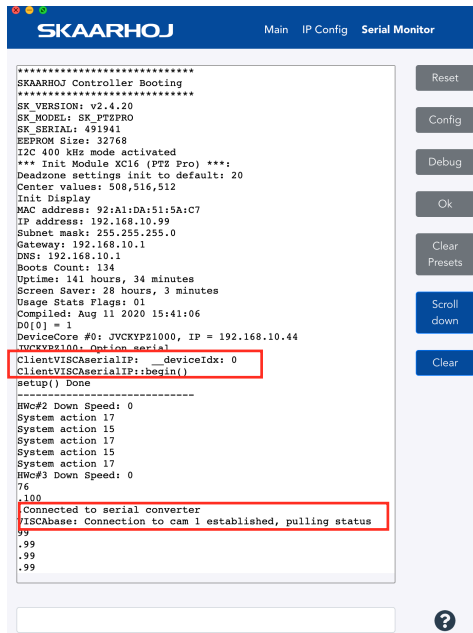 SKAARHOJ
Main IP Config Serial Monitor
*****************************
SKAARHOJ Controller Booting
*****************************
SK_VERSION: v2.4.20
SK_MODEL: SK_PTZPRO
SK_SERIAL: 491941
EEPROM Size: 32768
I2C 400 kHz mode activated
*** Init Module XC16 (PTZ Pro) ***:
Deadzone settings init to default: 20
Center values: 508,516,512
Init Display
MAC address: 92:A1:DA:51:5A:C7
IP address: 192.168.10.99
Subnet mask: 255.255.255.0
Gateway: 192.168.10.1
DNS: 192.168.10.1
Boots Count: 134
Uptime: 141 hours, 34 minutes
Screen Saver: 28 hours, 3 minutes
Usage Stats Flags: 01
Compiled: Aug 11 2020 15:41:06
D0[0] = 1
DeviceCore #0: JVCKYPZ1000, IP = 192.168.10.44
JVCKYPZ100: Option serial
ClientVISCAserialIP: __deviceIdx: 0
ClientVISCAserialIP::begin()
setup() Done
-----------------------------
HWc#2 Down Speed: 0
System action 17
System action 15
System action 17
System action 15
System action 17
HWc#3 Down Speed: 0
76
.100
.Connected to serial converter
VISCAbase: Connection to cam 1 established, pulling status
99
.99
.99
.99
Reset
Config
Debug
Ok
Clear
Presets
Scroll
down
Clear
?